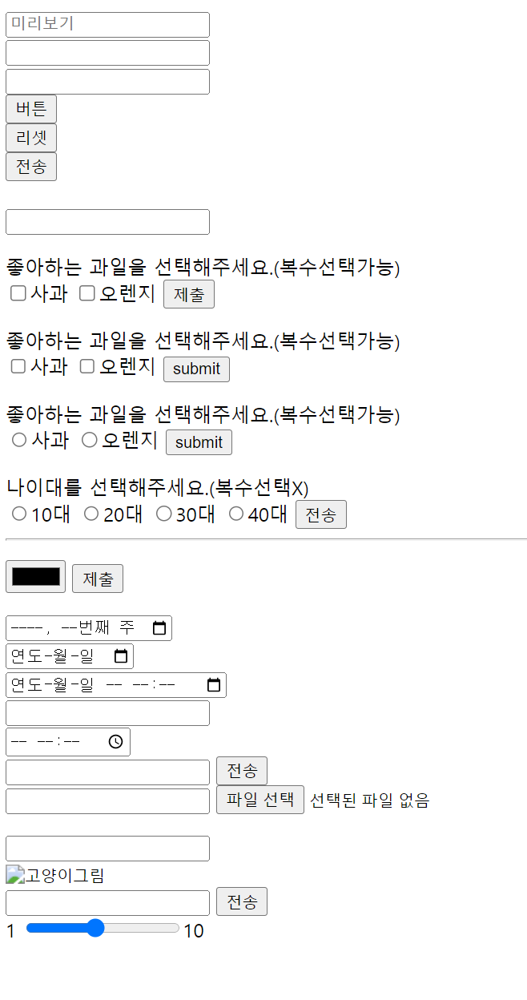 미리보기
버튼
리셋
전송
좋아하는 과일을 선택해주세요.(복수선택가능)
사과 오렌지 제출
좋아하는 과일을 선택해주세요.(복수선택가능)
사과 오렌지 submit
좋아하는 과일을 선택해주세요.(복수선택가능)
사과 오렌지 submit
나이대를 선택해주세요.(복수선택X)
10대 20대 30대 40대 전송
제출
----, --번째 주
연도-월-일
연도-월-일 -- --:--
-- --:--
전송
파일 선택 선택된 파일 없음
고양이그림
전송
1 10